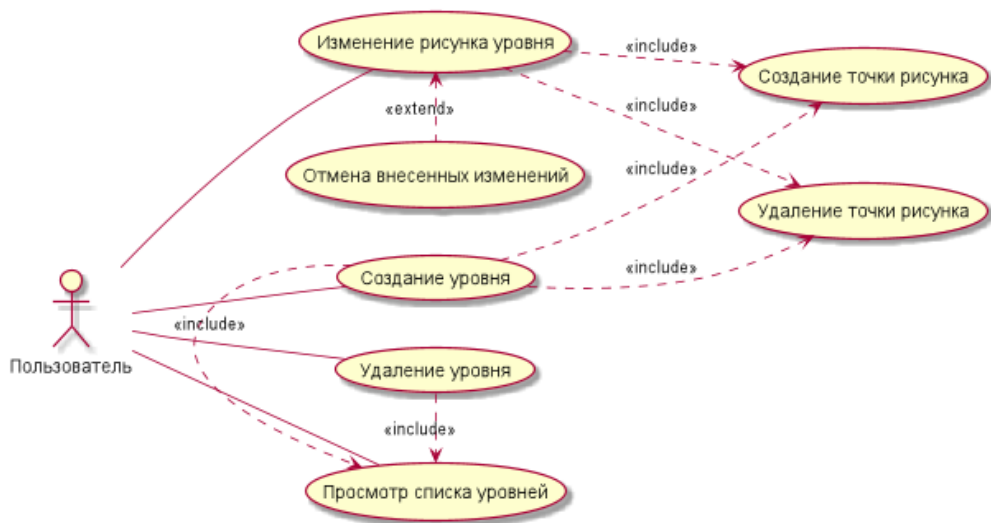 Изменение рисунка уровня
«include»
Создание точки рисунка
«extend»
«include»
Отмена внесенных изменений
«include»
Удаление точки рисунка
Создание уровня
«include»
«include»
Пользователь
Удаление уровня
«include»
Просмотр списка уровней